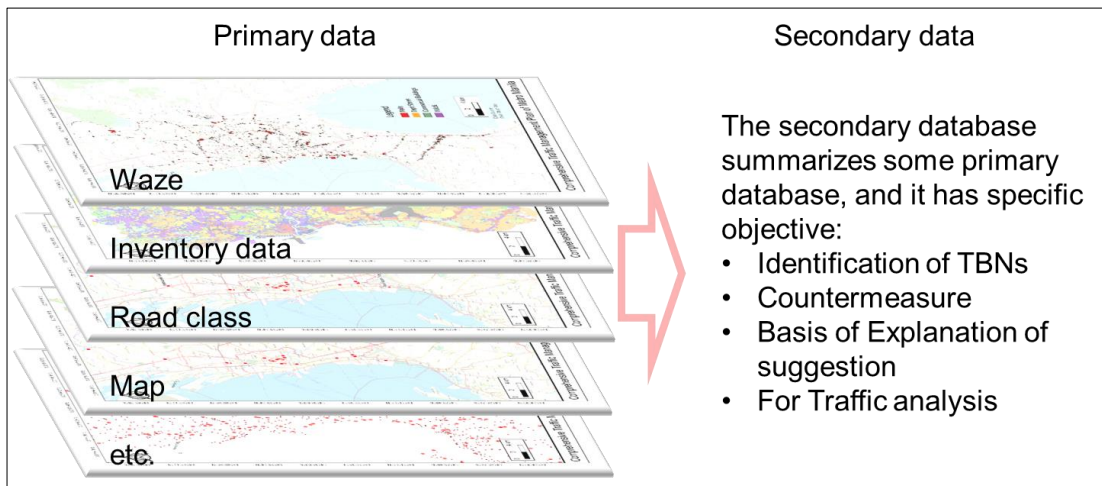 Primary data
Secondary data
Waze
Inventory data
Road class
Map
etc.
The secondary database
summarizes some primary
database, and it has specific
objective:
• Identification of TBNs
• Countermeasure
• Basis of Explanation of
suggestion
• For Traffic analysis